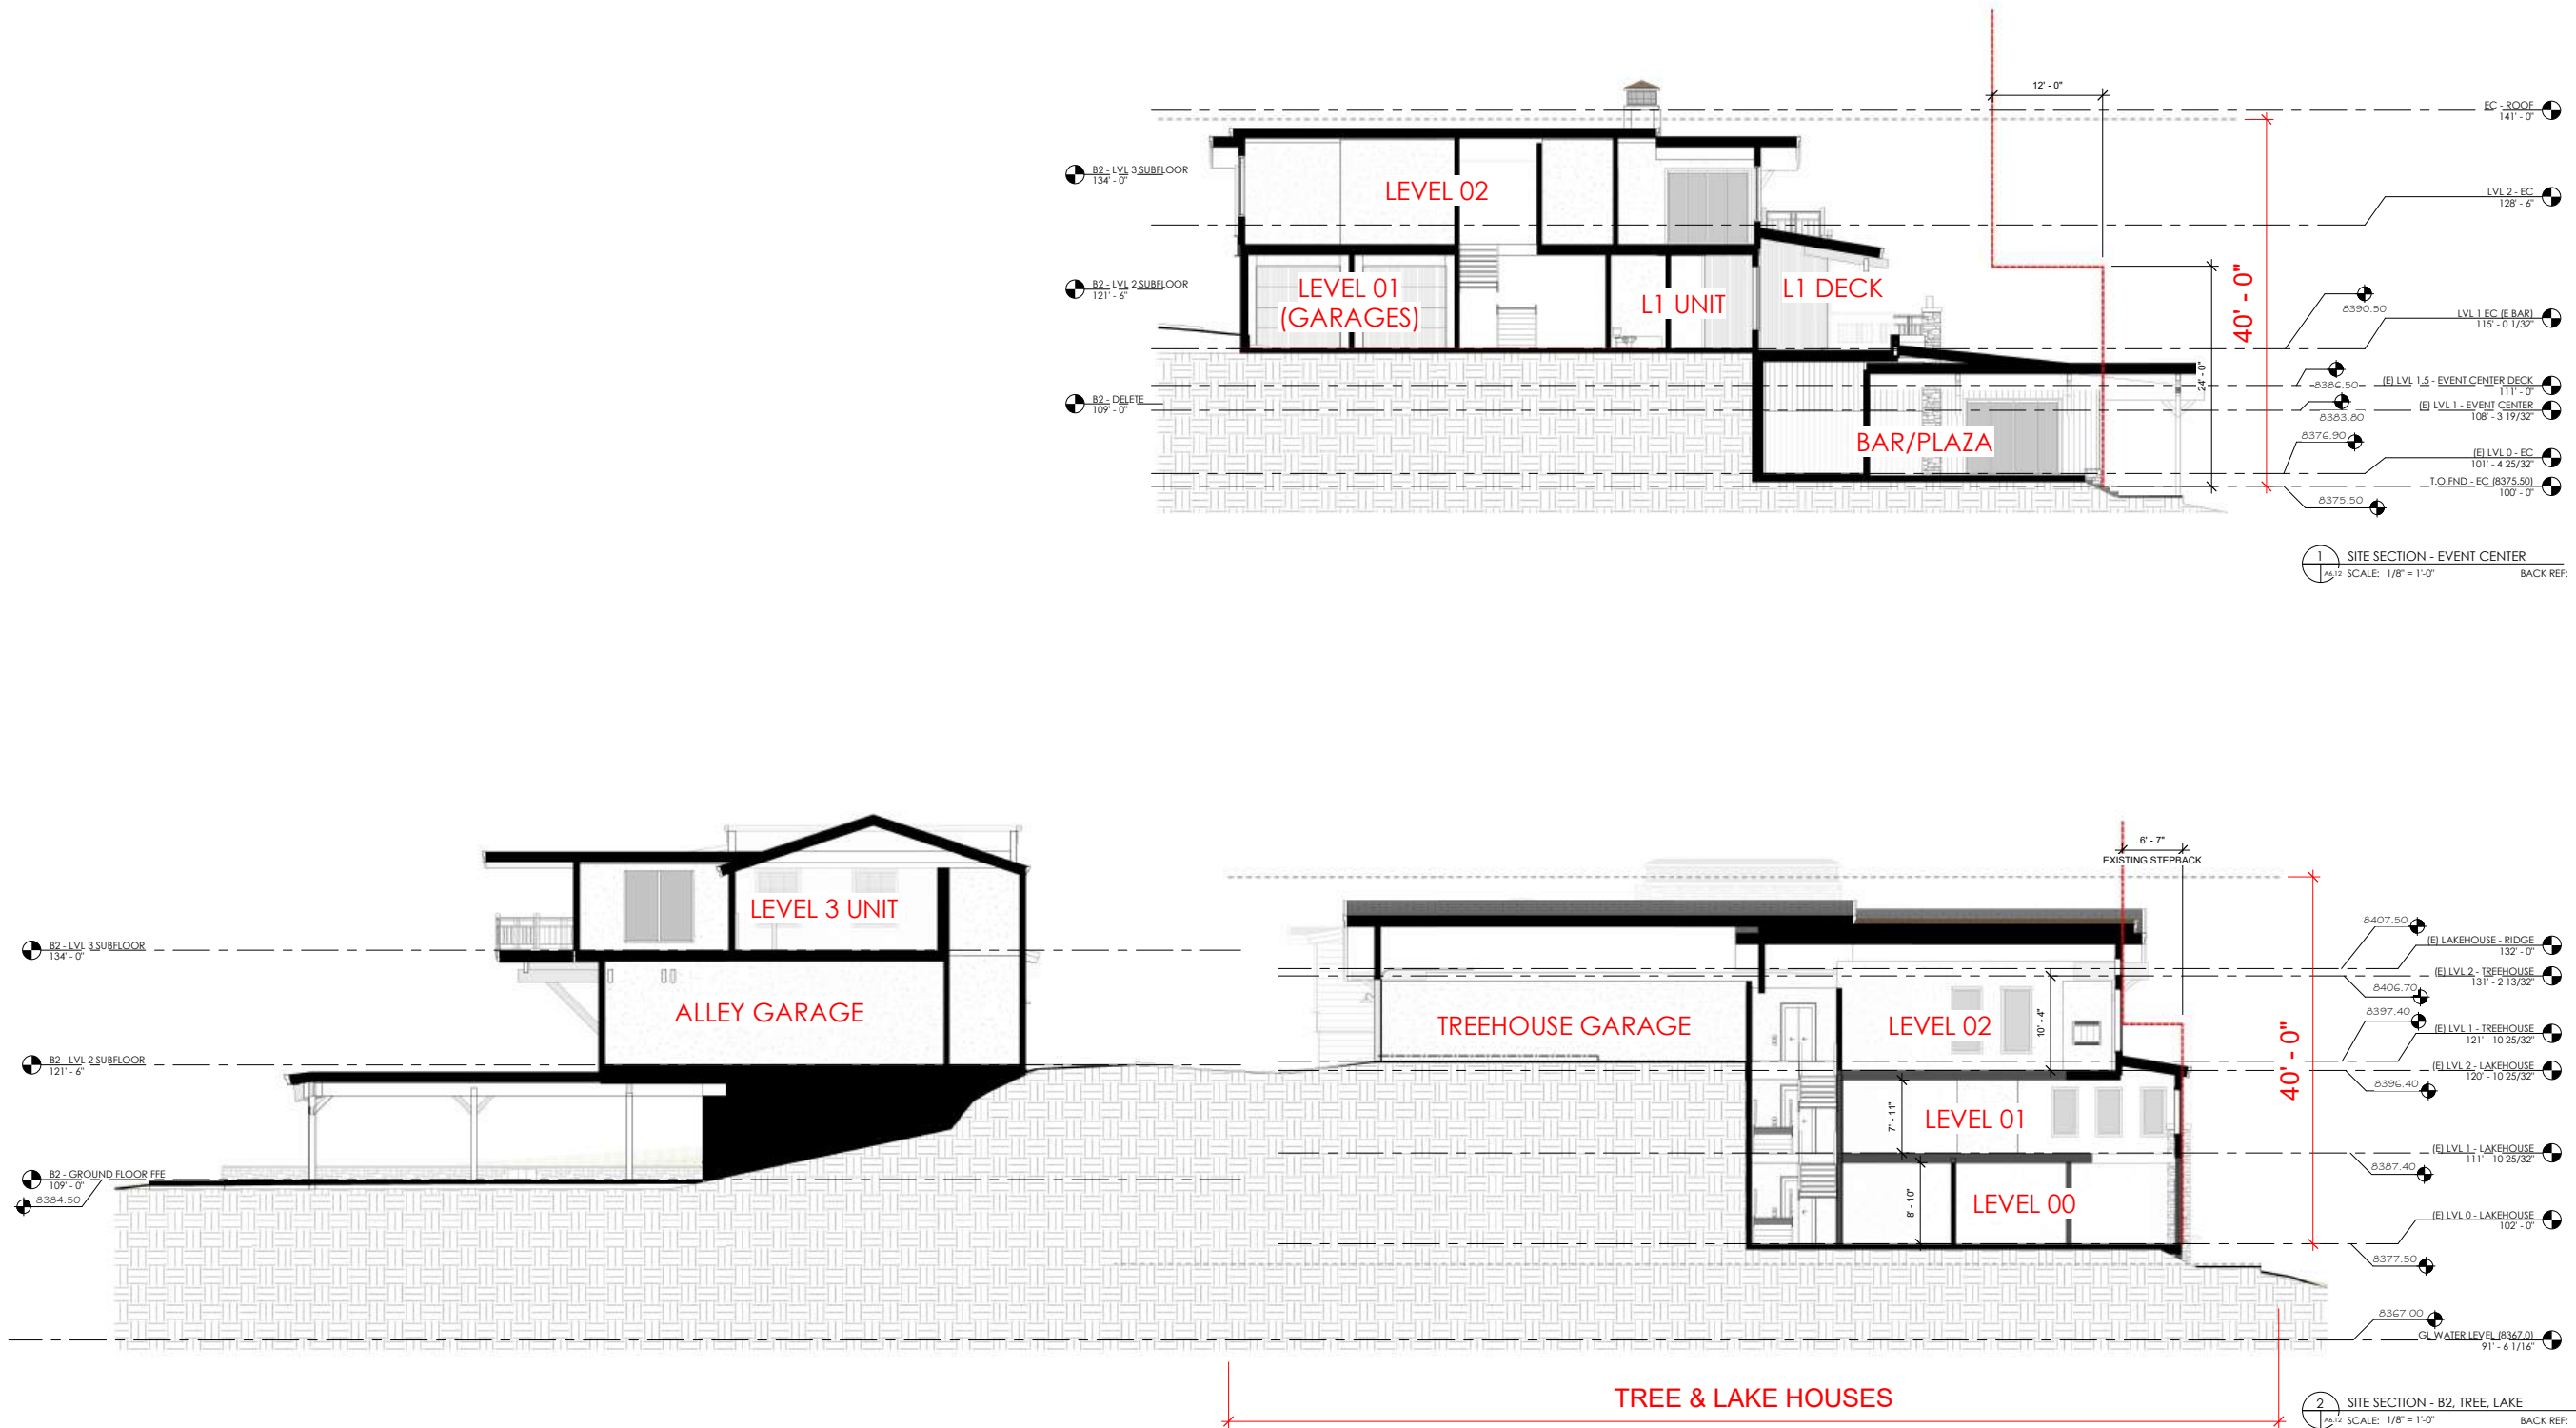 12' - 0"
EC - ROOF
141' - 0"
B2 - LVL 3 SUBFLOOR
134' - 0"
LEVEL 02
LVL 2 - EC
128' - 6"
B2 - LVL 2 SUBFLOOR
121' - 6"
LEVEL 01
(GARAGES)
L1 UNIT
L1 DECK
40' - 0"
8390.50
LVL 1 EC (E BAR)
115' - 0 1/32"
24' - 0"
8386.50
(E) LVL 1.5 - EVENT CENTER DECK
111' - 0"
B2 - DELETE
109' - 0"
(E) LVL 1 - EVENT CENTER
108' - 3 19/32"
8383.80
BAR/PLAZA
8376.90
(E) LVL 0 - EC
101' - 4 25/32"
T.O.FND - EC (8375.50)
100' - 0"
8375.50
1
A6.12
SITE SECTION - EVENT CENTER
SCALE: 1/8" = 1'-0"
BACK REF:
6' - 7"
EXISTING STEPBACK
LEVEL 3 UNIT
8407.50
B2 - LVL 3 SUBFLOOR
134' - 0"
(E) LAKEHOUSE - RIDGE
132' - 0"
(E) LVL 2 - TREEHOUSE
131' - 2 13/32"
8406.70
ALLEY GARAGE
TREEHOUSE GARAGE
LEVEL 02
10' - 4"
8397.40
(E) LVL 1 - TREEHOUSE
121' - 10 25/32"
40' - 0"
B2 - LVL 2 SUBFLOOR
121' - 6"
(E) LVL 2 - LAKEHOUSE
120' - 10 25/32"
8396.40
LEVEL 01
7' - 11"
(E) LVL 1 - LAKEHOUSE
111' - 10 25/32"
8387.40
B2 - GROUND FLOOR FFE
109' - 0"
8384.50
LEVEL 00
8' - 10"
(E) LVL 0 - LAKEHOUSE
102' - 0"
8377.50
8367.00
GL WATER LEVEL (8367.0)
91' - 6 1/16"
TREE & LAKE HOUSES
2
A6.12
SITE SECTION - B2, TREE, LAKE
SCALE: 1/8" = 1'-0"
BACK REF: